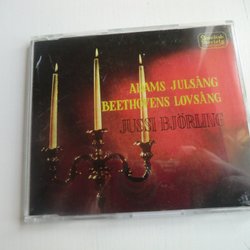 ADAMS JULSÅNG
BEETHOVENS LOVSÅNG
JUSSI BJÖRLING